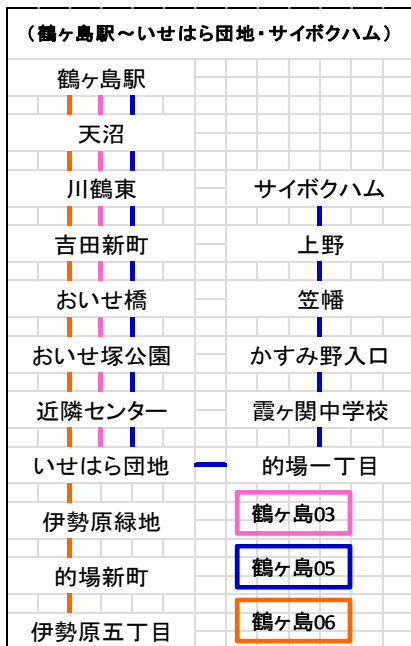 (鶴ヶ島駅～いせはら団地・サイボクハム)
鶴ヶ島駅
天沼
川鶴東
吉田新町
おいせ橋
おいせ塚公園
近隣センター
いせはら団地
伊勢原緑地
的場新町
伊勢原五丁目
サイボクハム
上野
笠幡
かすみ野入口
霞ヶ関中学校
的場一丁目
鶴ヶ島03
鶴ヶ島05
鶴ヶ島06